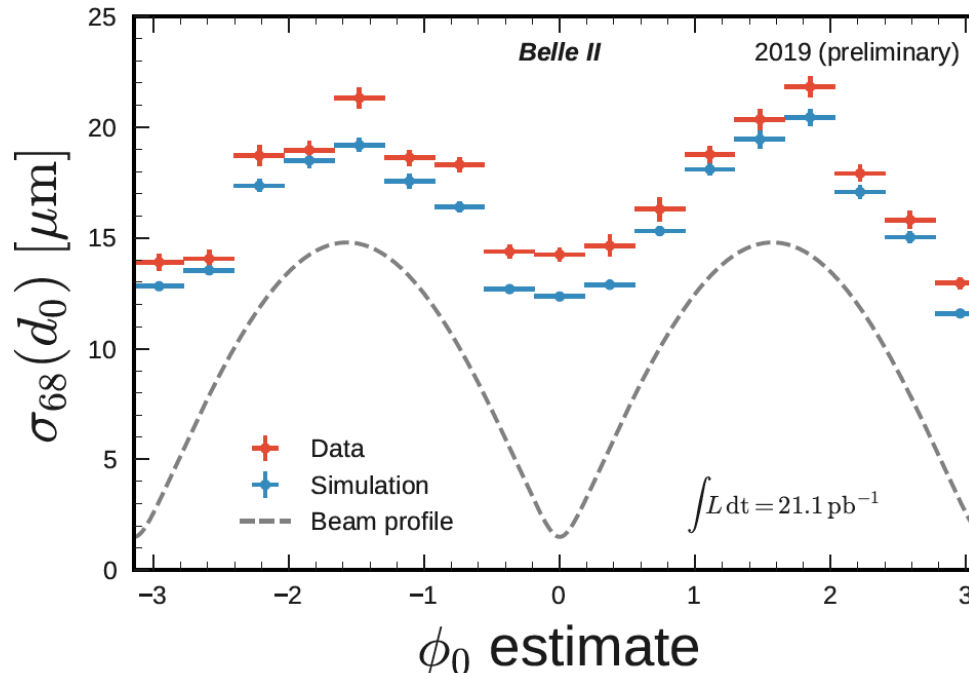 Belle II 2019 (preliminary)
σ₆₈(d₀) [μm]
25
20
15
10
5
0
Data
Simulation
Beam profile
∫L dt = 21.1 pb⁻¹
−3 −2 −1 0 1 2 3
ϕ₀ estimate